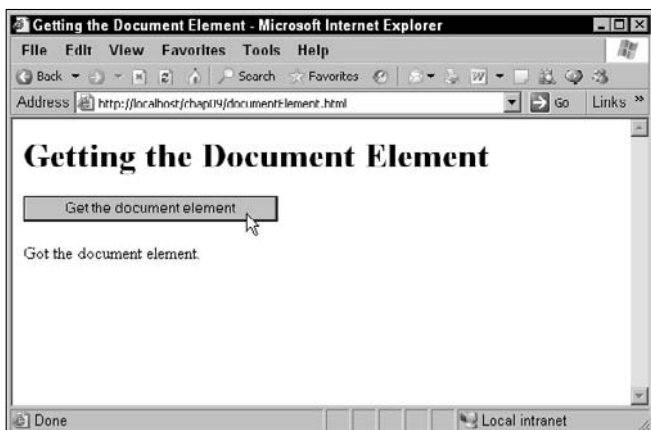 Getting the Document Element - Microsoft Internet Explorer
File Edit View Favorites Tools Help
Back Search Favorites
Address http://localhost/chap09/documentElement.html Go Links »
Getting the Document Element
Get the document element
Got the document element.
Done Local intranet